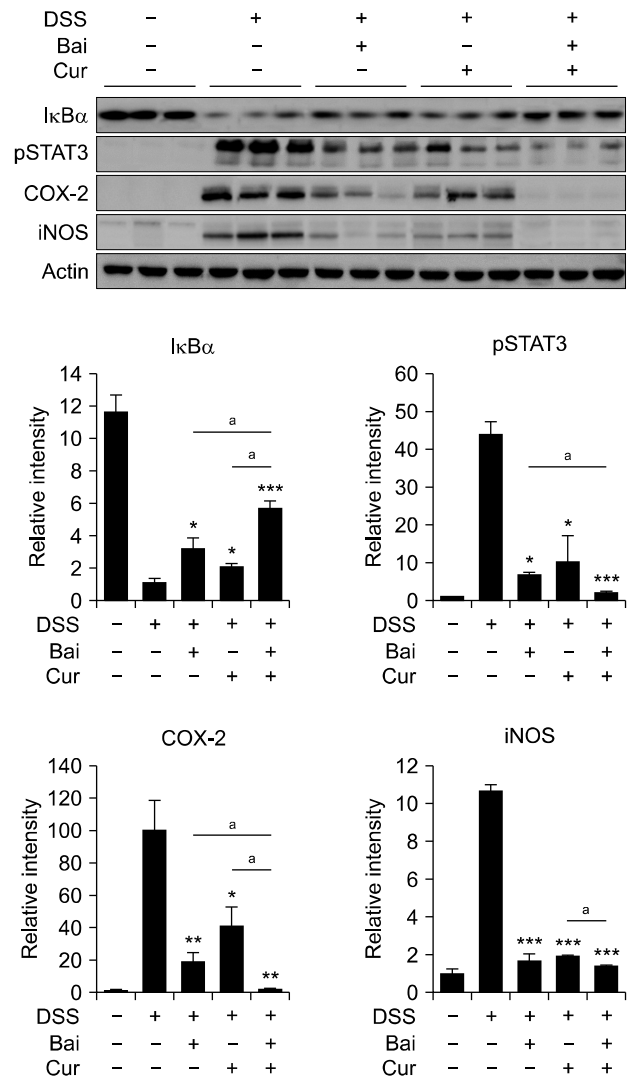 DSS – + + + +
Bai – – + – +
Cur – – – + +
IκBα
pSTAT3
COX-2
iNOS
Actin
IκBα
Relative intensity
14
12
10
8
6
4
2
0
a
a
* * ***
DSS – + + + +
Bai – – + – +
Cur – – – + +
pSTAT3
Relative intensity
60
50
40
30
20
10
0
a
* * ***
DSS – + + + +
Bai – – + – +
Cur – – – + +
COX-2
Relative intensity
140
120
100
80
60
40
20
0
a
a
** * **
DSS – + + + +
Bai – – + – +
Cur – – – + +
iNOS
Relative intensity
12
10
8
6
4
2
0
a
*** *** ***
DSS – + + + +
Bai – – + – +
Cur – – – + +